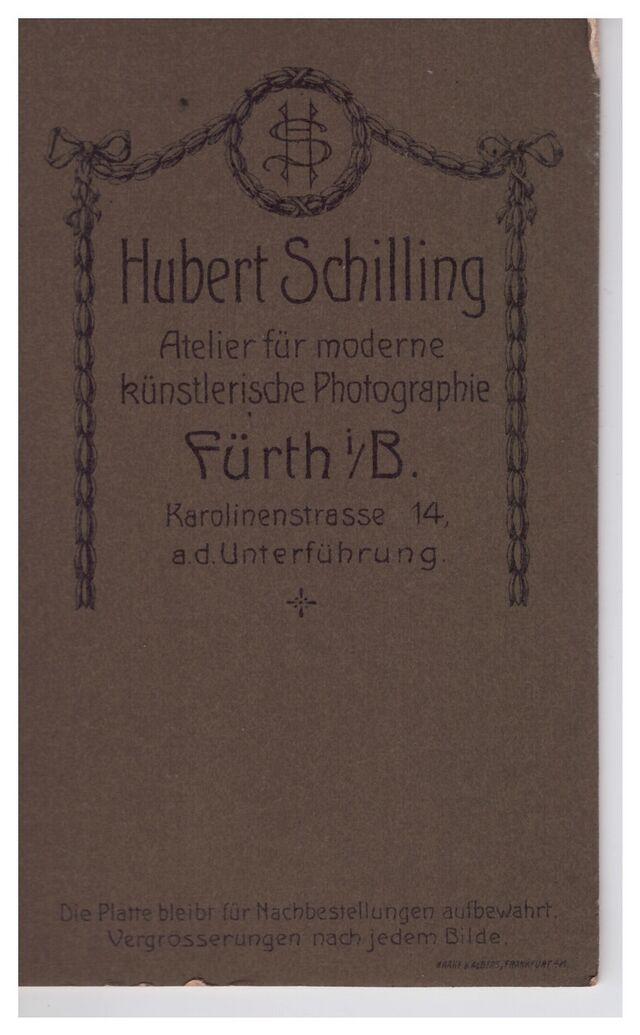 HS
Hubert Schilling
Atelier für moderne
künstlerische Photographie
Fürth i/B.
Karolinenstrasse 14,
a.d. Unterführung.
Die Platte bleibt für Nachbestellungen aufbewahrt.
Vergrösserungen nach jedem Bilde.
FRANKFURT